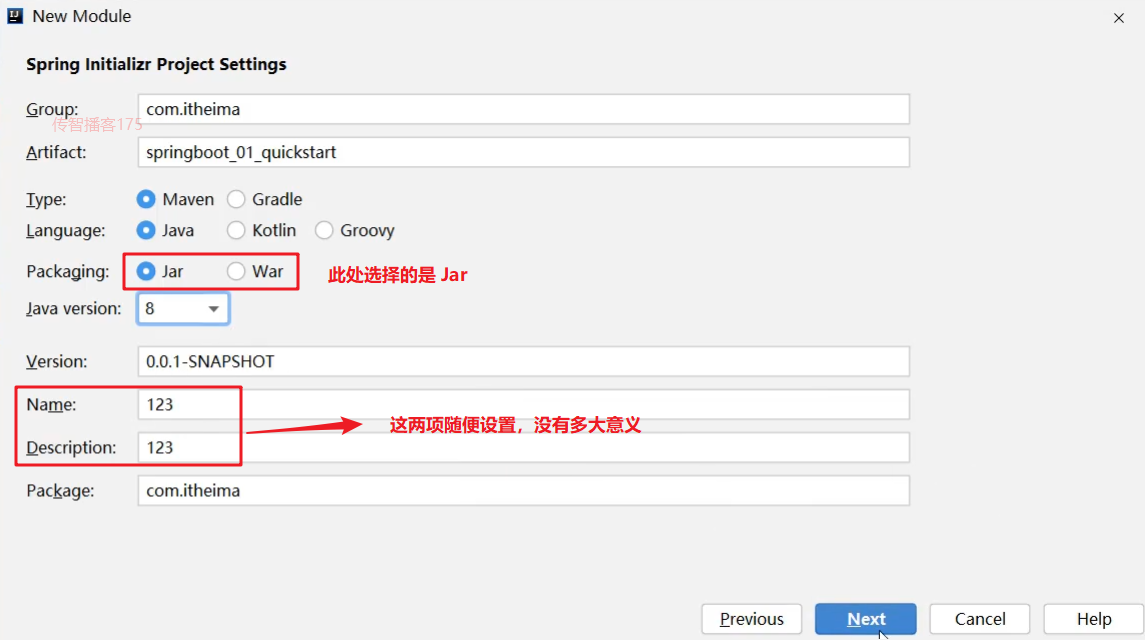 New Module
Spring Initializr Project Settings
Group: com.itheima
传智播客175
Artifact: springboot_01_quickstart
Type: Maven Gradle
Language: Java Kotlin Groovy
Packaging: Jar War 此处选择的是 Jar
Java version: 8
Version: 0.0.1-SNAPSHOT
Name: 123
这两项随便设置，没有多大意义
Description: 123
Package: com.itheima
Previous Next Cancel Help